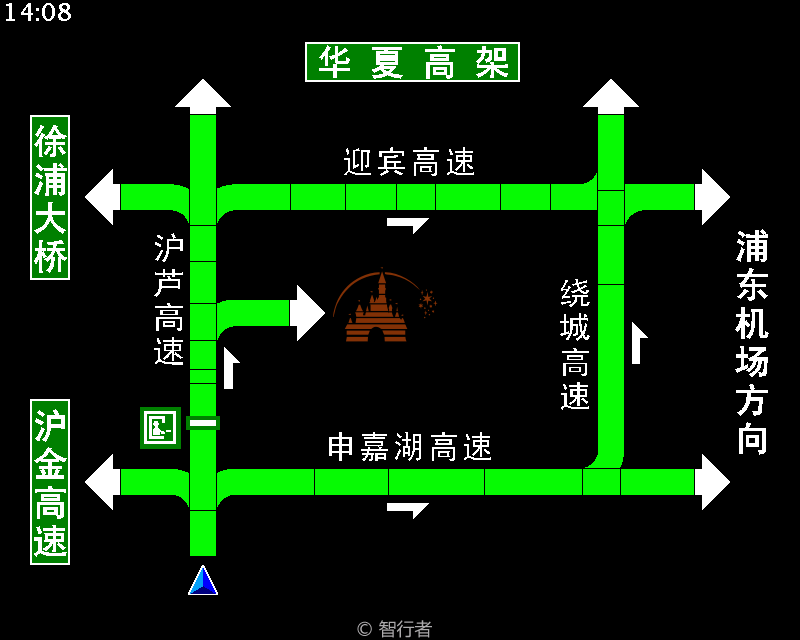 14:08
华夏高架
徐浦大桥
迎宾高速
沪芦高速
绕城高速
浦东机场方向
沪金高速
申嘉湖高速
© 智行者